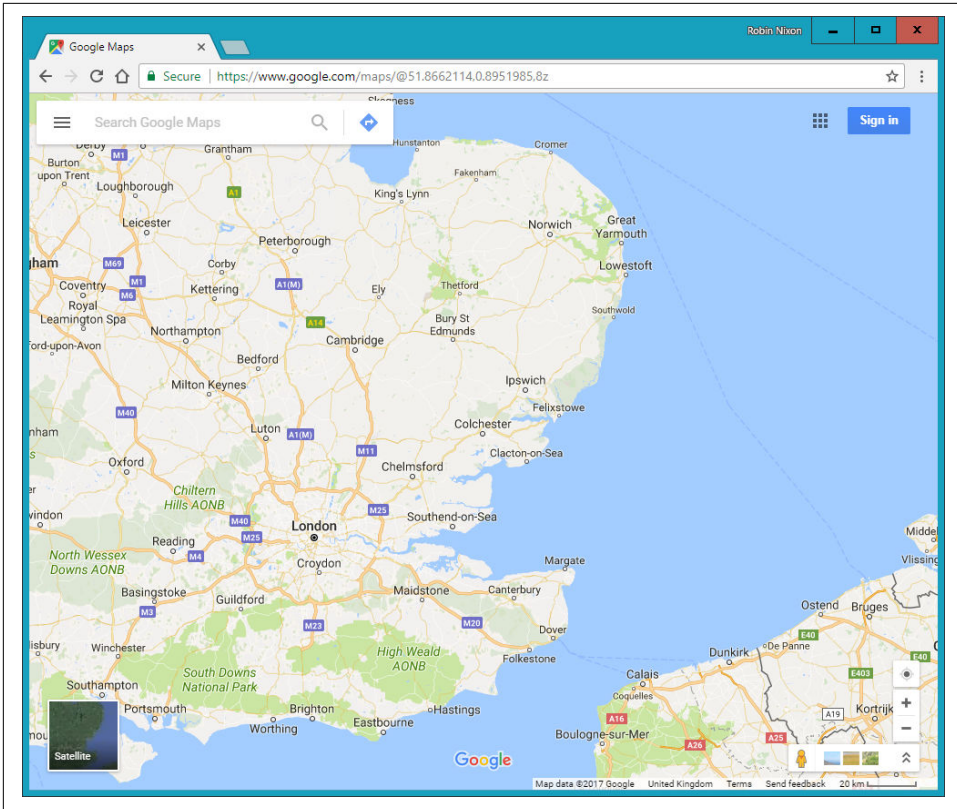 Robin Nixon
Google Maps
Secure | https://www.google.com/maps/@51.8662114,0.8951985,8z
Search Google Maps
Sign in
Skegness
Derby
M1
Grantham
Hunstanton
Cromer
Burton
upon Trent
Fakenham
Loughborough
A1
King's Lynn
Leicester
Norwich
Great
Yarmouth
Peterborough
gham
M69
Corby
Lowestoft
Coventry
M1
M6
Kettering
A1(M)
Ely
Thetford
Royal
Leamington Spa
Southwold
Northampton
A14
Bury St
Edmunds
ford-upon-Avon
Cambridge
Bedford
Milton Keynes
Ipswich
M40
Felixstowe
nham
Luton
A1(M)
Colchester
s
M11
Clacton-on-Sea
Oxford
Chelmsford
er
Chiltern
Hills AONB
windon
M40
London
M25
Southend-on-Sea
Reading
M25
Middel
North Wessex
Downs AONB
M4
Croydon
Margate
Vlissing
Basingstoke
Guildford
Maidstone
Canterbury
M3
Ostend
Bruges
M23
M20
Dover
E40
lisbury
Winchester
High Weald
AONB
Folkestone
Dunkirk
De Panne
E40
South Downs
National Park
Calais
E403
Southampton
Coquelles
Portsmouth
Brighton
Hastings
A16
A19
Kortrijk
Worthing
Eastbourne
Boulogne-sur-Mer
A26
A25
Satellite
Google
Map data ©2017 Google United Kingdom Terms Send feedback 20 km